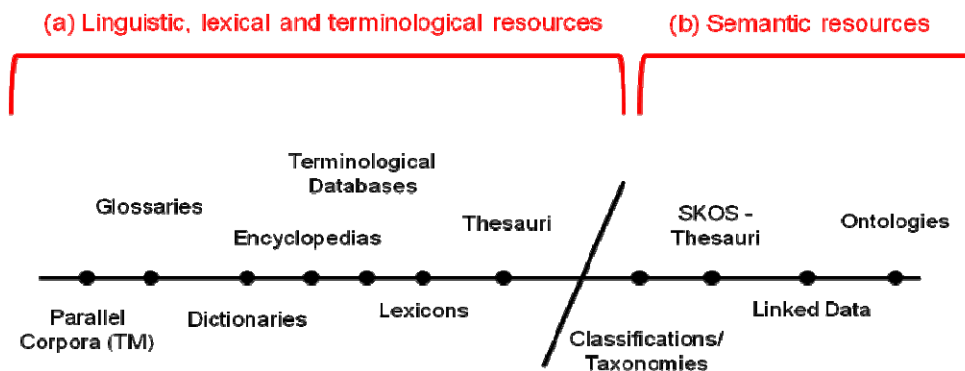 (a) Linguistic, lexical and terminological resources
(b) Semantic resources
Terminological
Databases
Glossaries
Encyclopedias
Thesauri
SKOS -
Thesauri
Ontologies
Parallel
Corpora (TM)
Dictionaries
Lexicons
Classifications/
Taxonomies
Linked Data